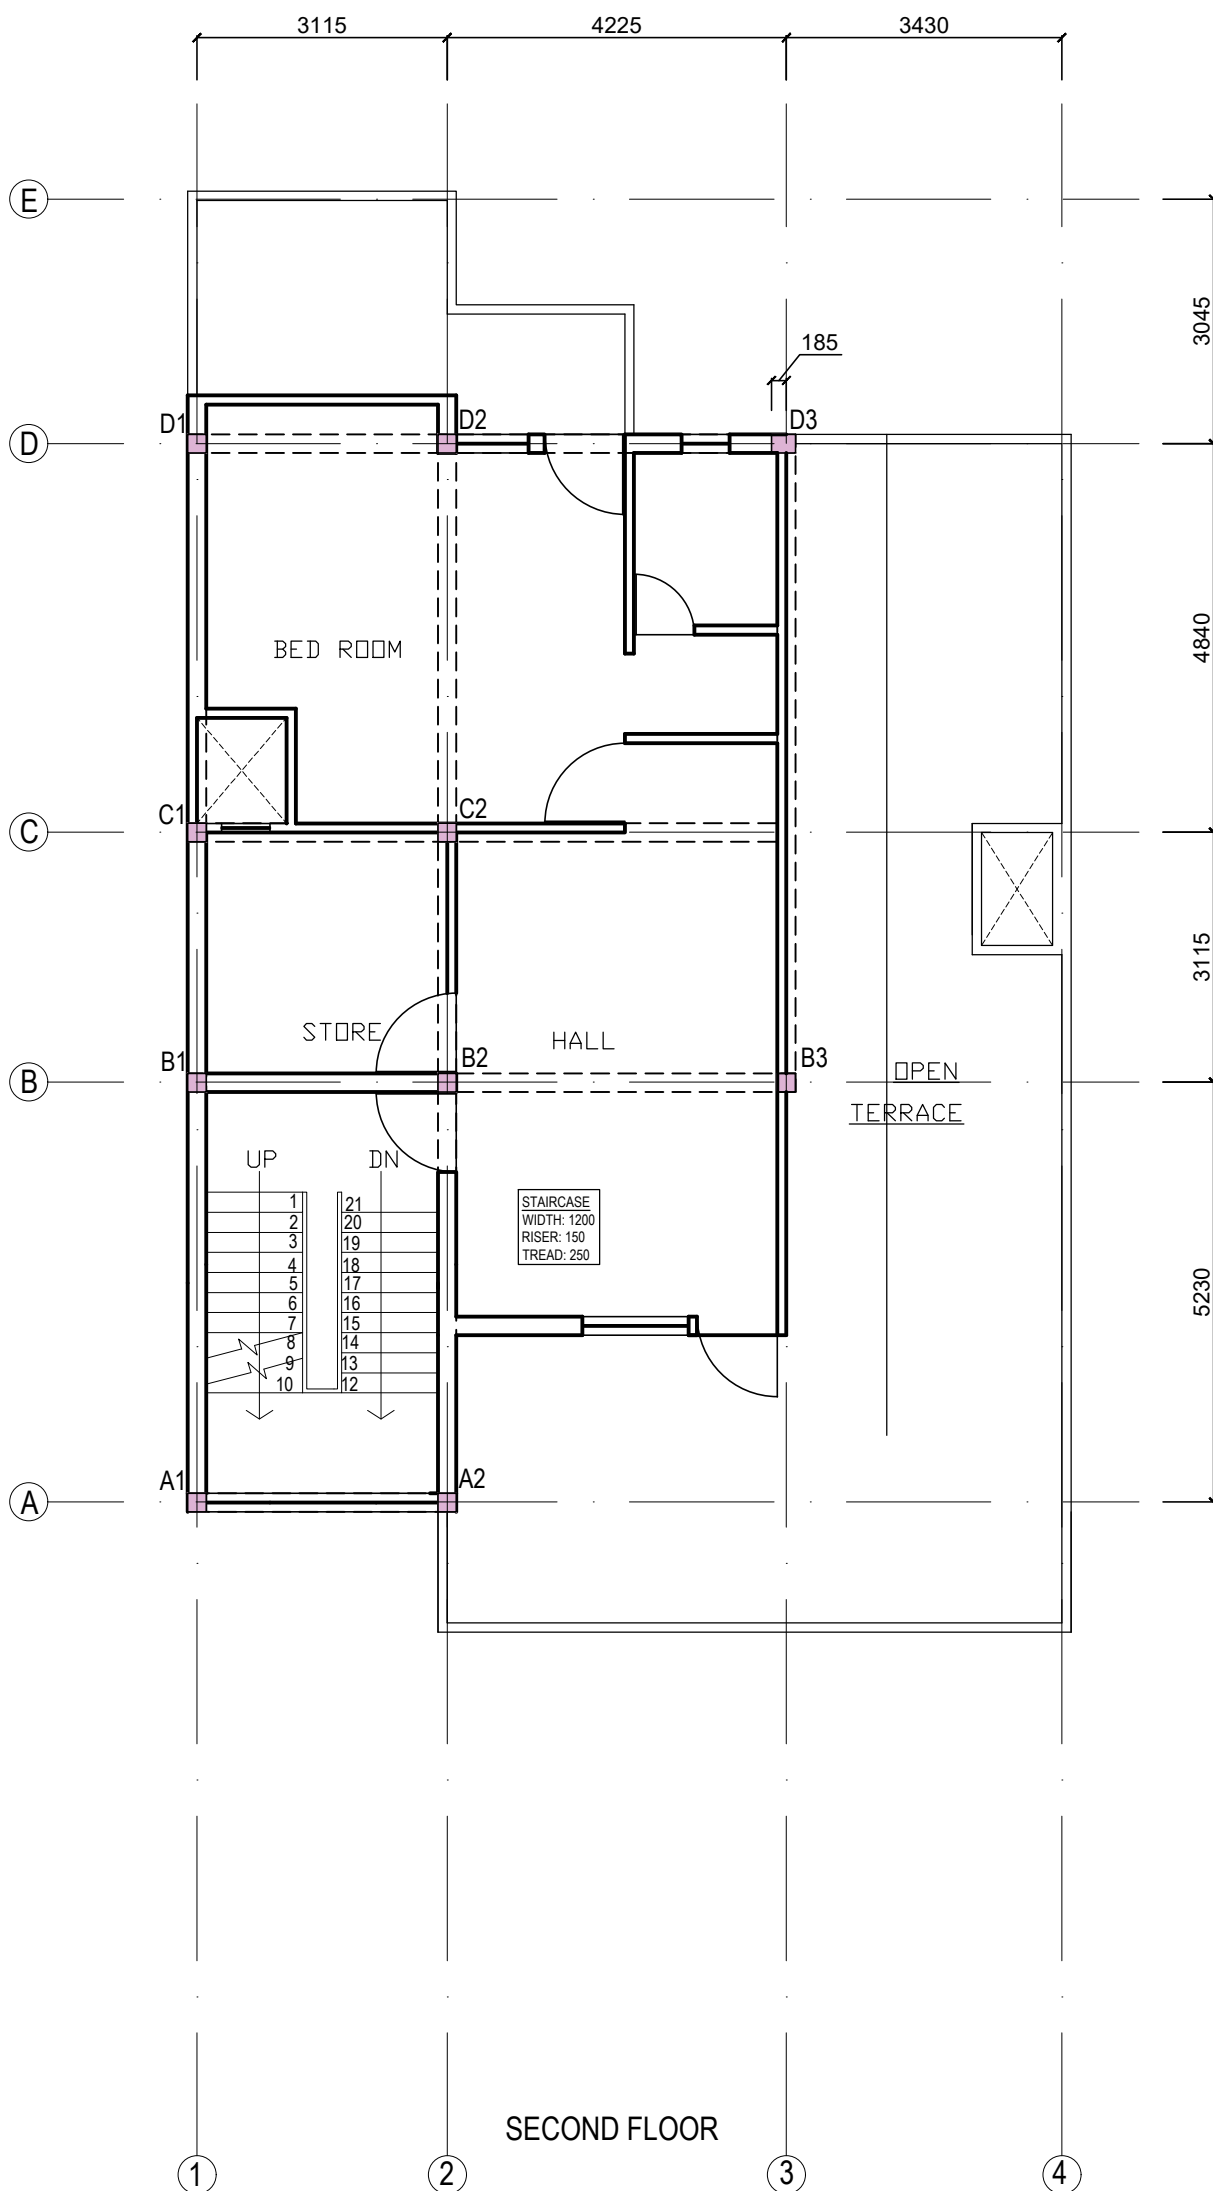 3115
4225
3430
E
3045
185
D1
D2
D3
D
4840
BED ROOM
C1
C2
C
3115
STORE
HALL
B1
B2
B3
B
OPEN
TERRACE
UP
DN
1
2
3
4
5
6
7
8
9
10
21
20
19
18
17
16
15
14
13
12
STAIRCASE
WIDTH: 1200
RISER: 150
TREAD: 250
5230
A1
A2
A
SECOND FLOOR
1
2
3
4